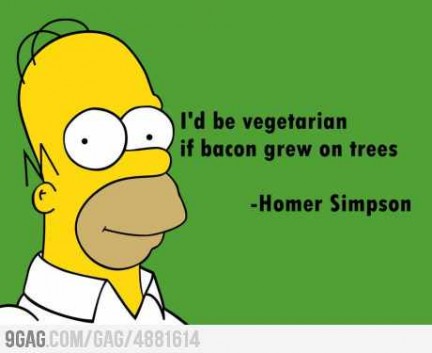 I'd be vegetarian
if bacon grew on trees
-Homer Simpson
9GAG.COM/GAG/4881614